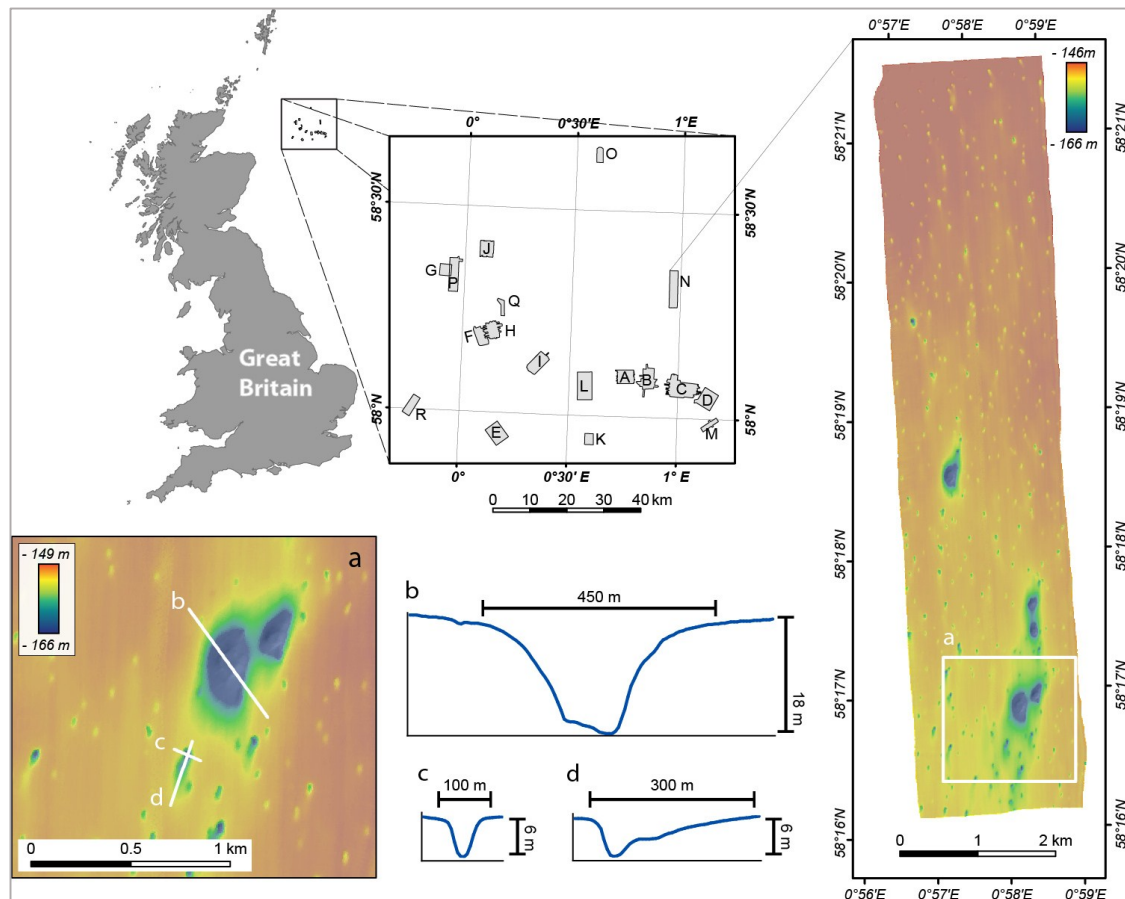 Great
Britain
0°
0°30'E
1° E
58°30'N
58°30'N
58°N
58°N
O
J
G
P
N
Q
F
H
I
L
A
B
C
D
R
E
K
M
0°
0°30'E
1° E
0 10 20 30 40 km
0°57'E
0°58'E
0°59'E
- 146m
- 166 m
58°21'N
58°21'N
58°20'N
58°20'N
58°19'N
58°19'N
58°18'N
58°18'N
58°17'N
58°17'N
58°16'N
58°16'N
a
0 1 2 km
0°56'E
0°57'E
0°58'E
0°59'E
- 149 m
- 166 m
a
b
c
d
0 0.5 1 km
b
450 m
18 m
c
100 m
6 m
d
300 m
6 m